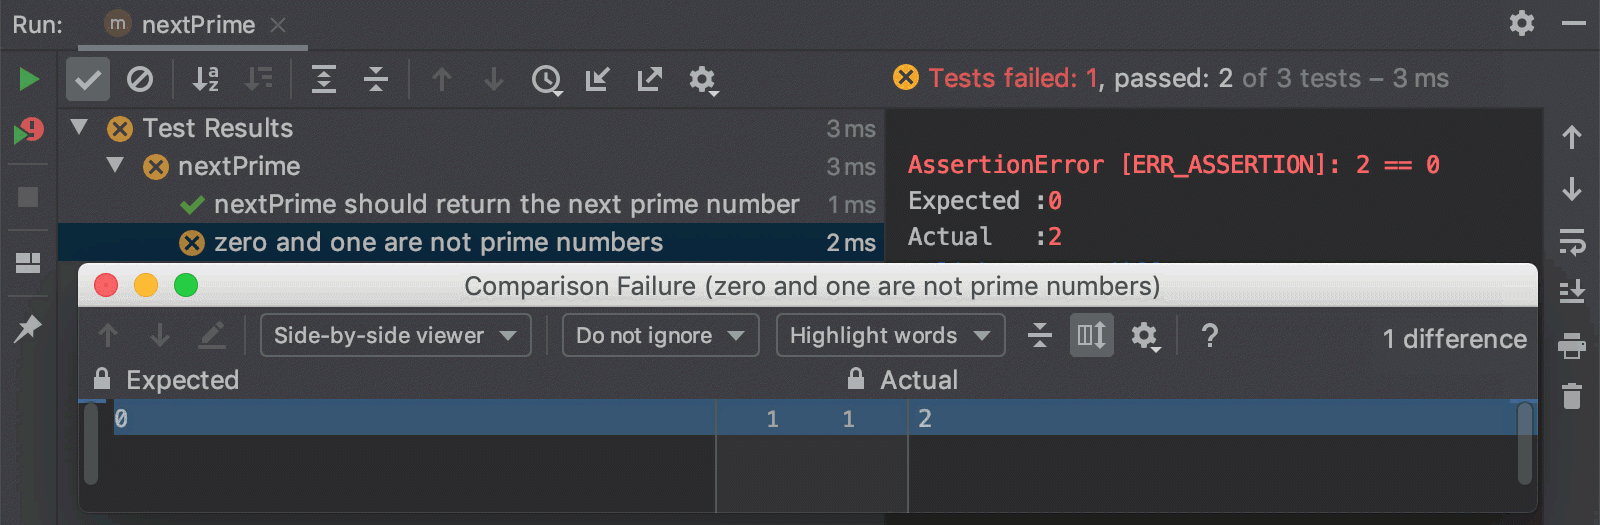 Run: m nextPrime
Tests failed: 1, passed: 2 of 3 tests – 3 ms
Test Results 3 ms
nextPrime 3 ms
nextPrime should return the next prime number 1 ms
zero and one are not prime numbers 2 ms
AssertionError [ERR_ASSERTION]: 2 == 0
Expected :0
Actual :2
Comparison Failure (zero and one are not prime numbers)
Side-by-side viewer Do not ignore Highlight words ? 1 difference
Expected Actual
0 1 1 2